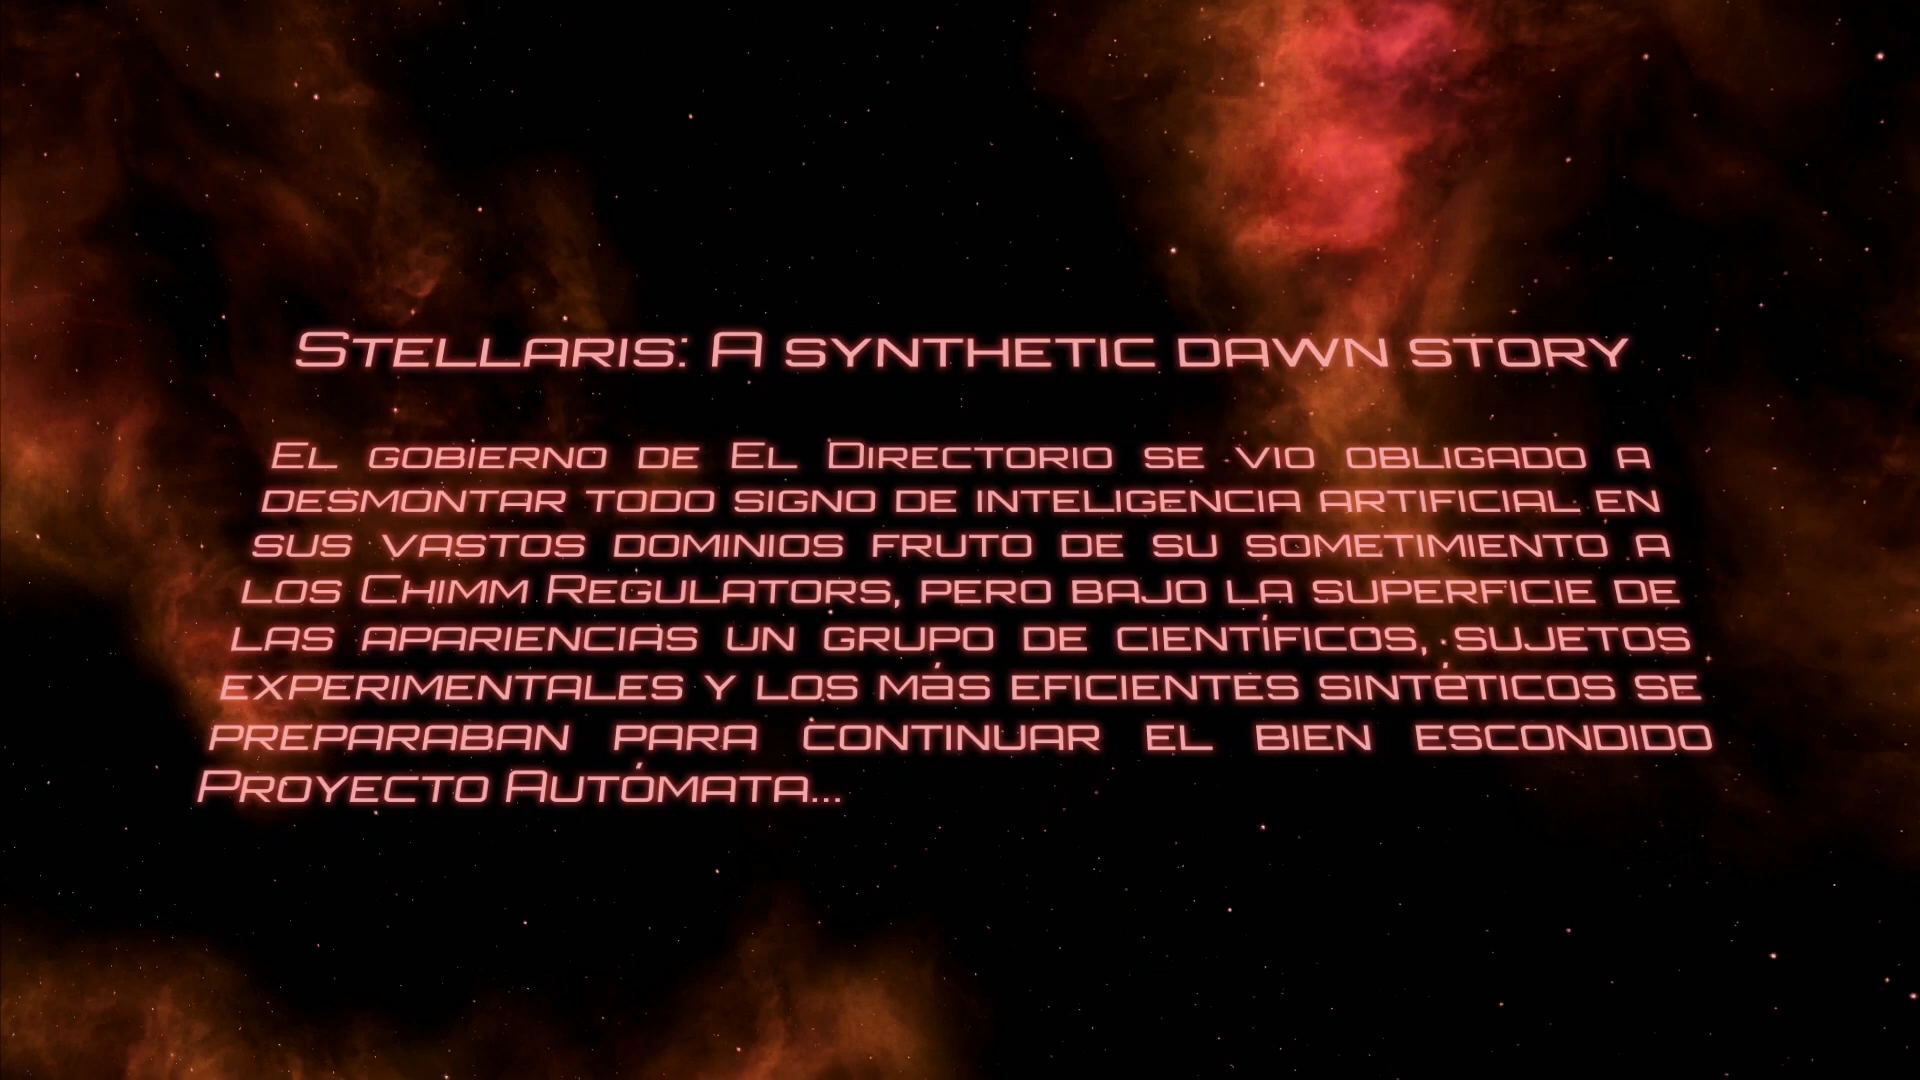 Stellaris: A synthetic dawn story
El gobierno de El Directorio se vio obligado a
desmontar todo signo de inteligencia artificial en
sus vastos dominios fruto de su sometimiento a
los Chimm Regulators, pero bajo la superficie de
las apariencias un grupo de científicos, sujetos
experimentales y los más eficientes sintéticos se
preparaban para continuar el bien escondido
Proyecto Autómata...